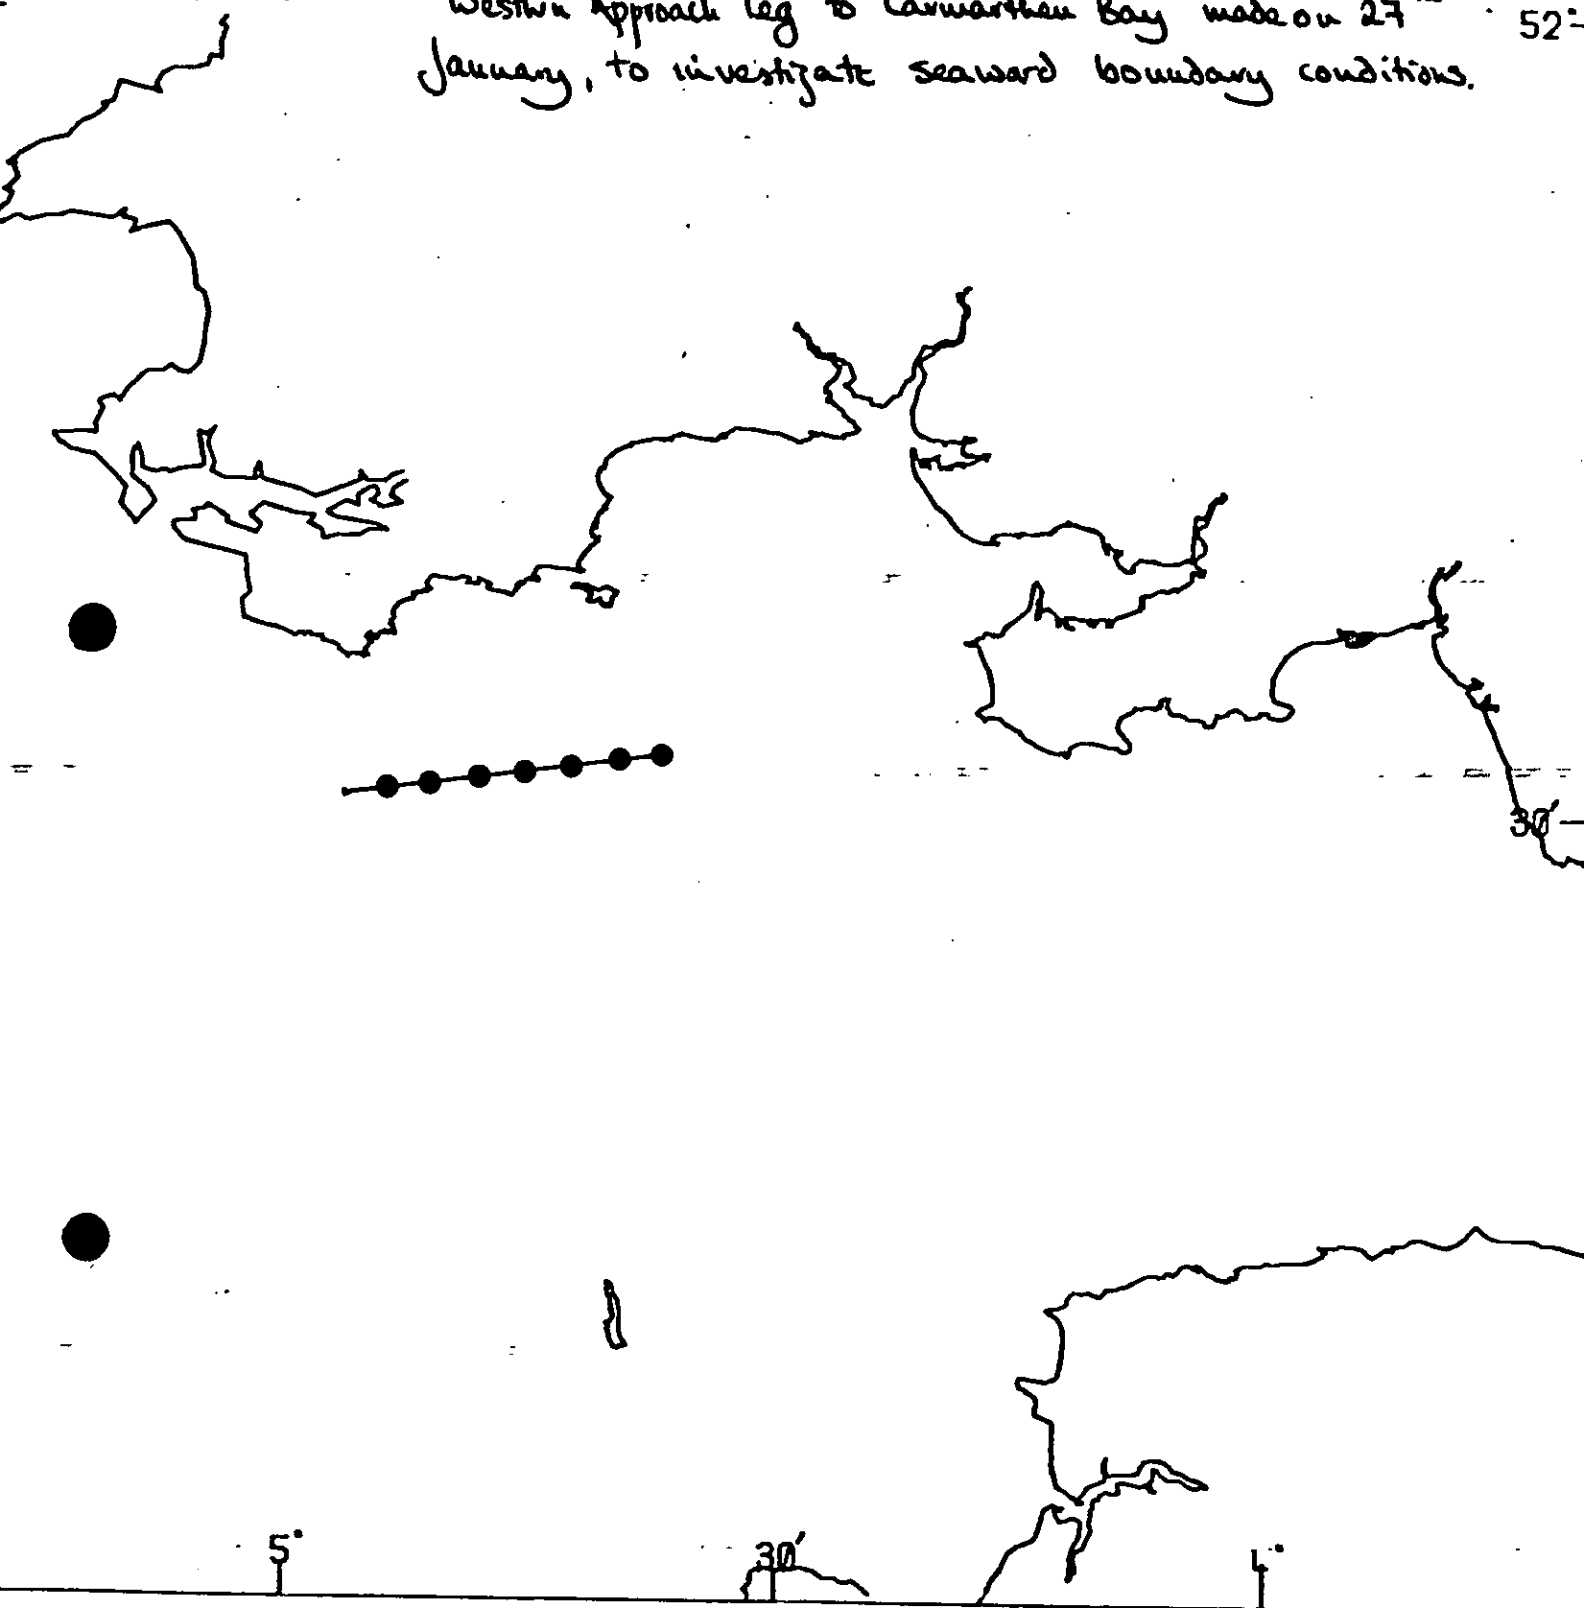 Western Approach leg to Carmarthen Bay made on 27 52°
January, to investigate seaward boundary conditions.
30'
5° 30' 4°